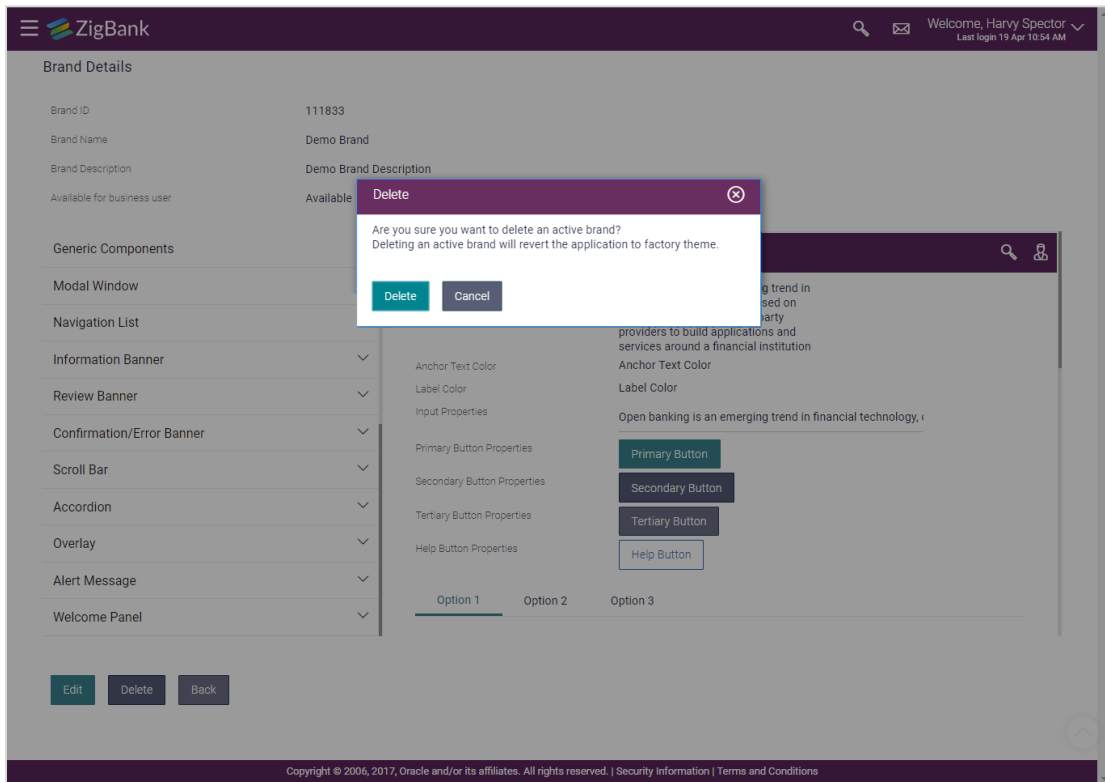 ZigBank
Welcome, Harvy Spector
Last login 19 Apr 10:54 AM
Brand Details
Brand ID 111833
Brand Name Demo Brand
Brand Description Demo Brand Description
Available for business user Available
Delete
Are you sure you want to delete an active brand?
Deleting an active brand will revert the application to factory theme.
Delete Cancel
Generic Components
Modal Window
Navigation List
Information Banner
Review Banner
Confirmation/Error Banner
Scroll Bar
Accordion
Overlay
Alert Message
Welcome Panel
g trend in
sed on
party
providers to build applications and
services around a financial institution
Anchor Text Color Anchor Text Color
Label Color Label Color
Input Properties Open banking is an emerging trend in financial technology,
Primary Button Properties Primary Button
Secondary Button Properties Secondary Button
Tertiary Button Properties Tertiary Button
Help Button Properties Help Button
Option 1 Option 2 Option 3
Edit Delete Back
Copyright © 2006, 2017, Oracle and/or its affiliates. All rights reserved. | Security Information | Terms and Conditions